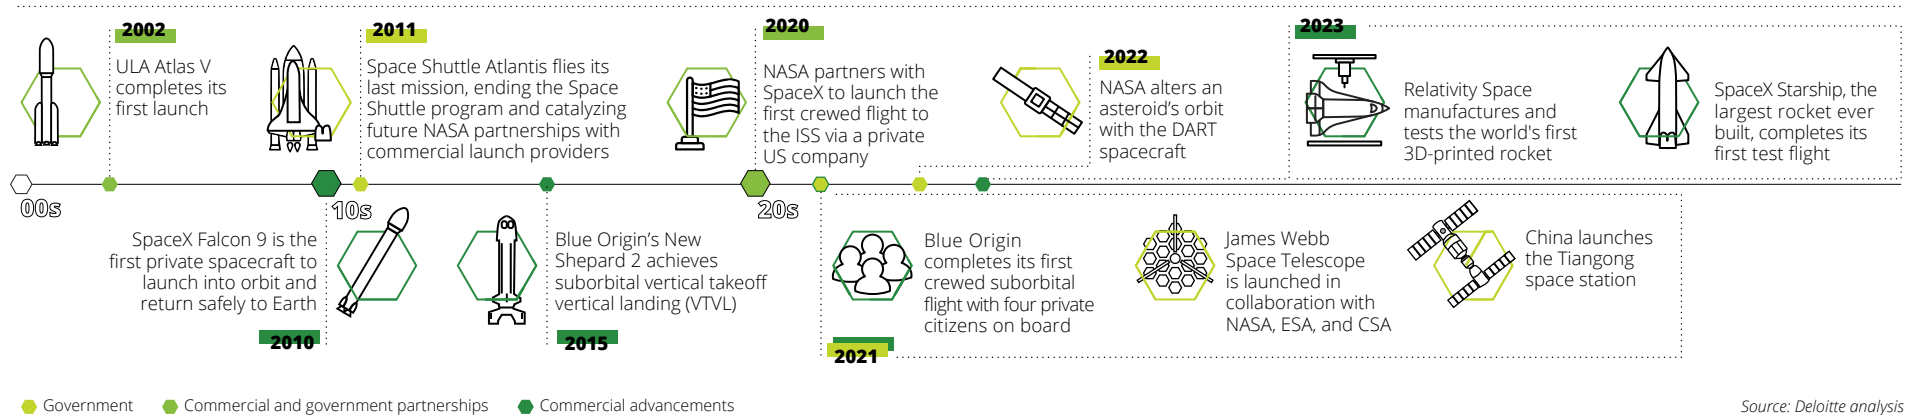 2002
ULA Atlas V
completes its
first launch
2011
Space Shuttle Atlantis flies its
last mission, ending the Space
Shuttle program and catalyzing
future NASA partnerships with
commercial launch providers
2020
NASA partners with
SpaceX to launch the
first crewed flight to
the ISS via a private
US company
2022
NASA alters an
asteroid's orbit
with the DART
spacecraft
2023
Relativity Space
manufactures and
tests the world's first
3D-printed rocket
SpaceX Starship, the
largest rocket ever
built, completes its
first test flight
00s
10s
20s
SpaceX Falcon 9 is the
first private spacecraft to
launch into orbit and
return safely to Earth
2010
Blue Origin’s New
Shepard 2 achieves
suborbital vertical takeoff
vertical landing (VTVL)
2015
Blue Origin
completes its first
crewed suborbital
flight with four private
citizens on board
2021
James Webb
Space Telescope
is launched in
collaboration with
NASA, ESA, and CSA
China launches
the Tiangong
space station
Government
Commercial and government partnerships
Commercial advancements
Source: Deloitte analysis